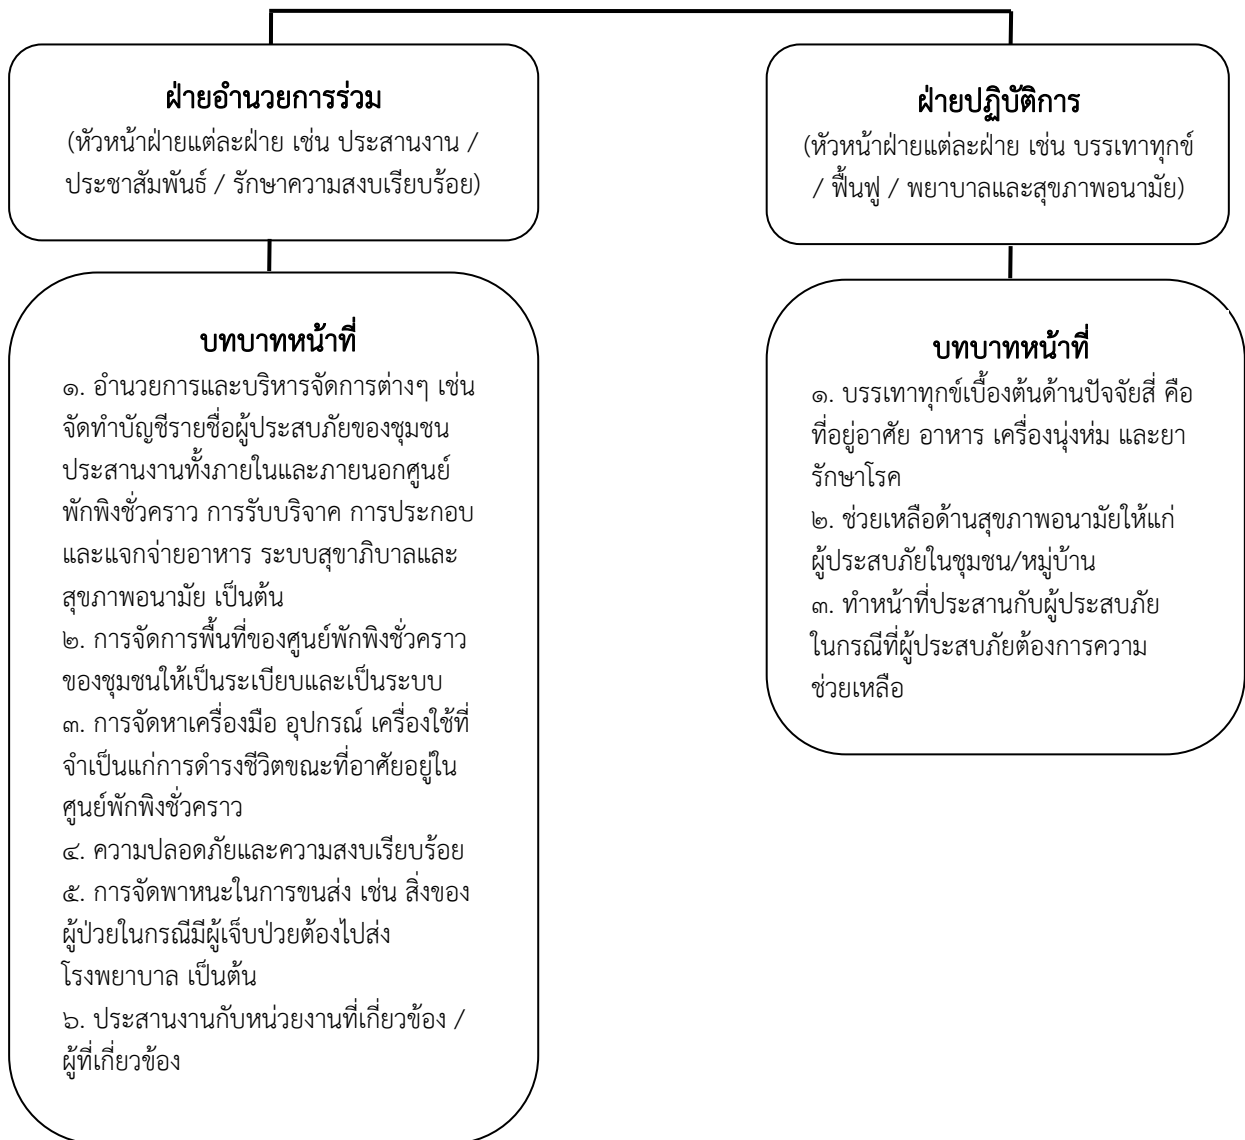 ฝ่ายอำนวยการร่วม
(หัวหน้าฝ่ายแต่ละฝ่าย เช่น ประสานงาน /
ประชาสัมพันธ์ / รักษาความสงบเรียบร้อย)
บทบาทหน้าที่
๑. อำนวยการและบริหารจัดการต่างๆ เช่น
จัดทำบัญชีรายชื่อผู้ประสบภัยของชุมชน
ประสานงานทั้งภายในและภายนอกศูนย์
พักพิงชั่วคราว การรับบริจาค การประกอบ
และแจกจ่ายอาหาร ระบบสุขาภิบาลและ
สุขภาพอนามัย เป็นต้น
๒. การจัดการพื้นที่ของศูนย์พักพิงชั่วคราว
ของชุมชนให้เป็นระเบียบและเป็นระบบ
๓. การจัดหาเครื่องมือ อุปกรณ์ เครื่องใช้ที่
จำเป็นแก่การดำรงชีวิตขณะที่อาศัยอยู่ใน
ศูนย์พักพิงชั่วคราว
๔. ความปลอดภัยและความสงบเรียบร้อย
๕. การจัดพาหนะในการขนส่ง เช่น สิ่งของ
ผู้ป่วยในกรณีมีผู้เจ็บป่วยต้องไปส่ง
โรงพยาบาล เป็นต้น
๖. ประสานงานกับหน่วยงานที่เกี่ยวข้อง /
ผู้ที่เกี่ยวข้อง
ฝ่ายปฏิบัติการ
(หัวหน้าฝ่ายแต่ละฝ่าย เช่น บรรเทาทุกข์
/ ฟื้นฟู / พยาบาลและสุขภาพอนามัย)
บทบาทหน้าที่
๑. บรรเทาทุกข์เบื้องต้นด้านปัจจัยสี่ คือ
ที่อยู่อาศัย อาหาร เครื่องนุ่งห่ม และยา
รักษาโรค
๒. ช่วยเหลือด้านสุขภาพอนามัยให้แก่
ผู้ประสบภัยในชุมชน/หมู่บ้าน
๓. ทำหน้าที่ประสานกับผู้ประสบภัย
ในกรณีที่ผู้ประสบภัยต้องการความ
ช่วยเหลือ